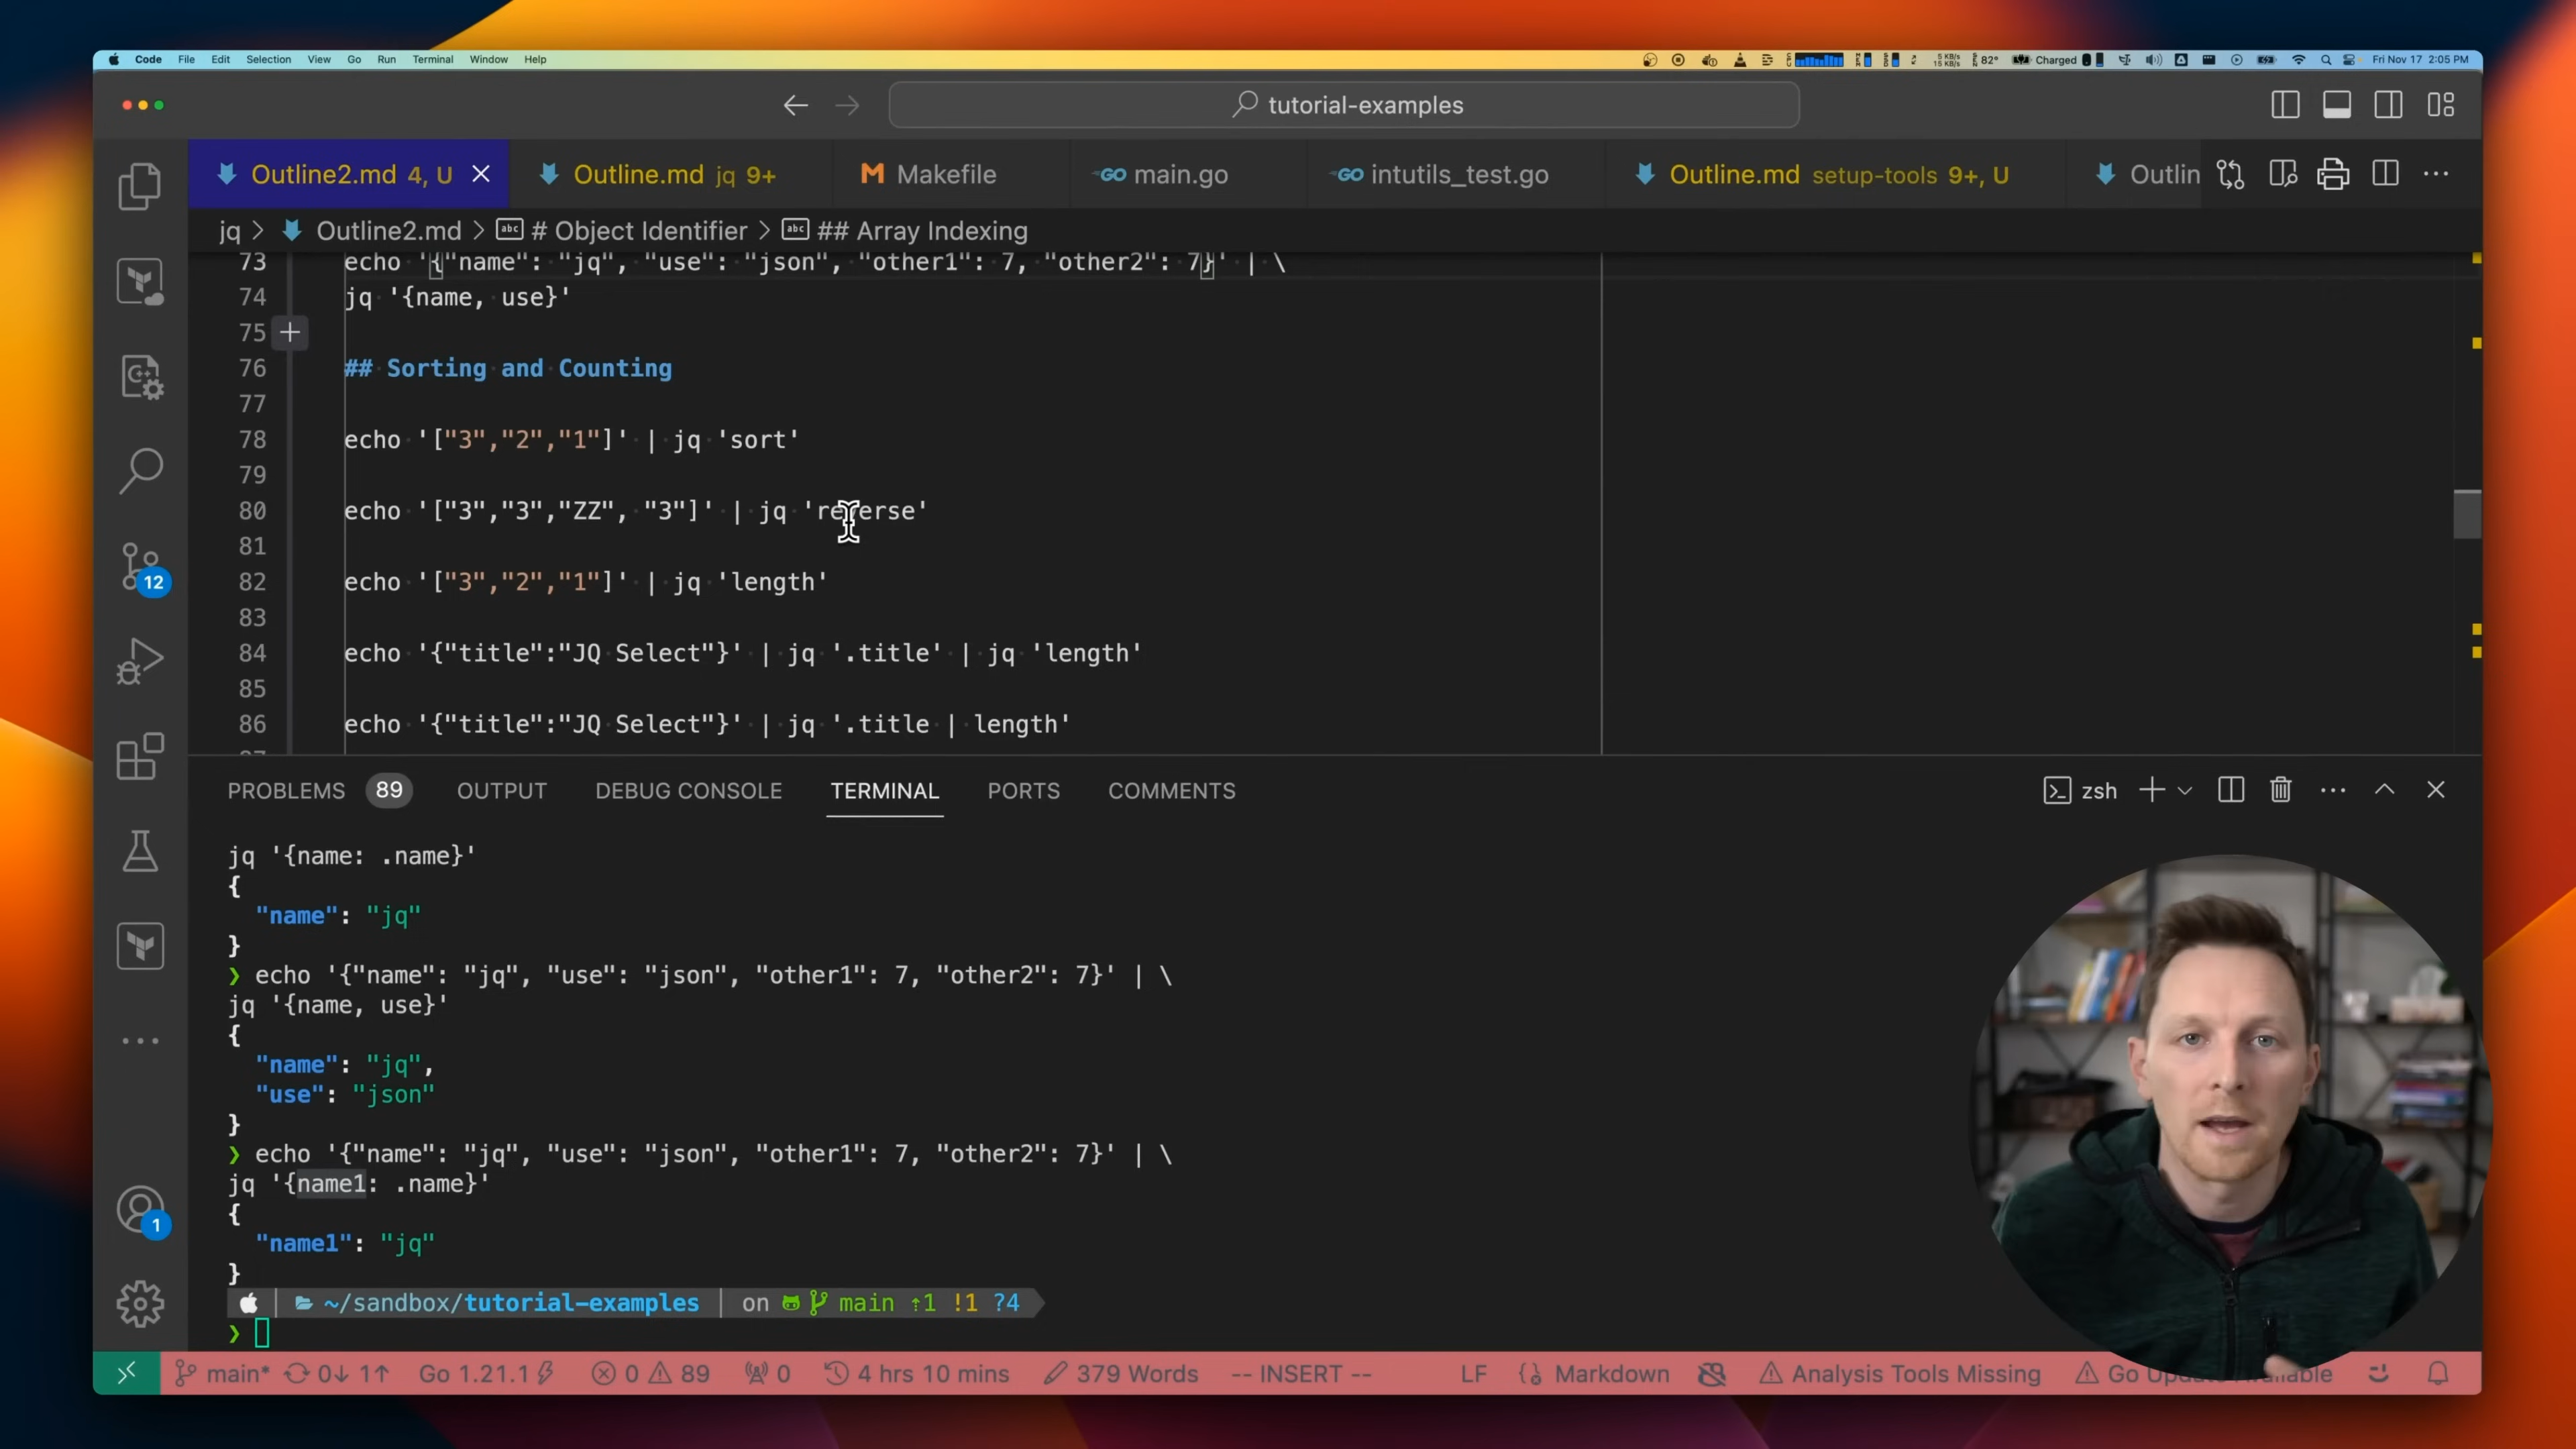 Code File Edit Selection View Go Run Terminal Window Help
5 KB/s
15 KB/s
82° Charged Fri Nov 17 2:05 PM
tutorial-examples
Outline2.md 4, U Outline.md jq 9+ Makefile main.go intutils_test.go Outline.md setup-tools 9+, U Outlin
jq > Outline2.md > # Object Identifier > ## Array Indexing
73 echo '{"name": "jq", "use": "json", "other1": 7, "other2": 7}' | \
74 jq '{name, use}'
75
76 ## Sorting and Counting
77
78 echo '["3","2","1"]' | jq 'sort'
79
80 echo '["3","3","ZZ", "3"]' | jq 'reverse'
81
82 echo '["3","2","1"]' | jq 'length'
83
84 echo '{"title":"JQ Select"}' | jq '.title' | jq 'length'
85
86 echo '{"title":"JQ Select"}' | jq '.title | length'
PROBLEMS 89 OUTPUT DEBUG CONSOLE TERMINAL PORTS COMMENTS zsh
jq '{name: .name}'
{
"name": "jq"
}
❯ echo '{"name": "jq", "use": "json", "other1": 7, "other2": 7}' | \
jq '{name, use}'
{
"name": "jq",
"use": "json"
}
❯ echo '{"name": "jq", "use": "json", "other1": 7, "other2": 7}' | \
jq '{name1: .name}'
{
"name1": "jq"
}
~/sandbox/tutorial-examples on main ⇡1 !1 ?4
❯
12
1
main* 0↓ 1↑ Go 1.21.1 0 89 0 4 hrs 10 mins 379 Words -- INSERT -- LF Markdown Analysis Tools Missing Go Update Available